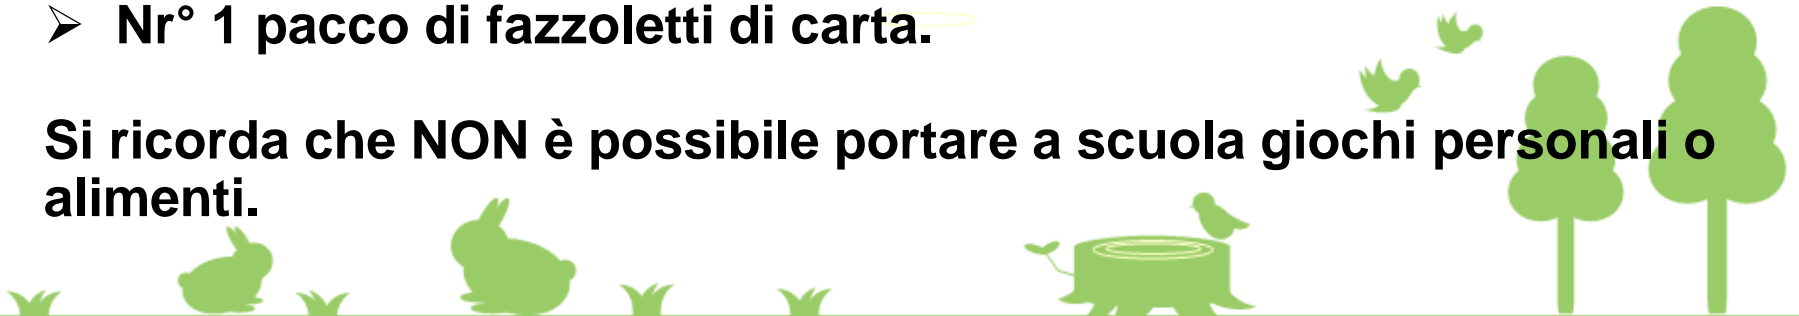 ➢ Nr° 1 pacco di fazzoletti di carta.
Si ricorda che NON è possibile portare a scuola giochi personali o
alimenti.